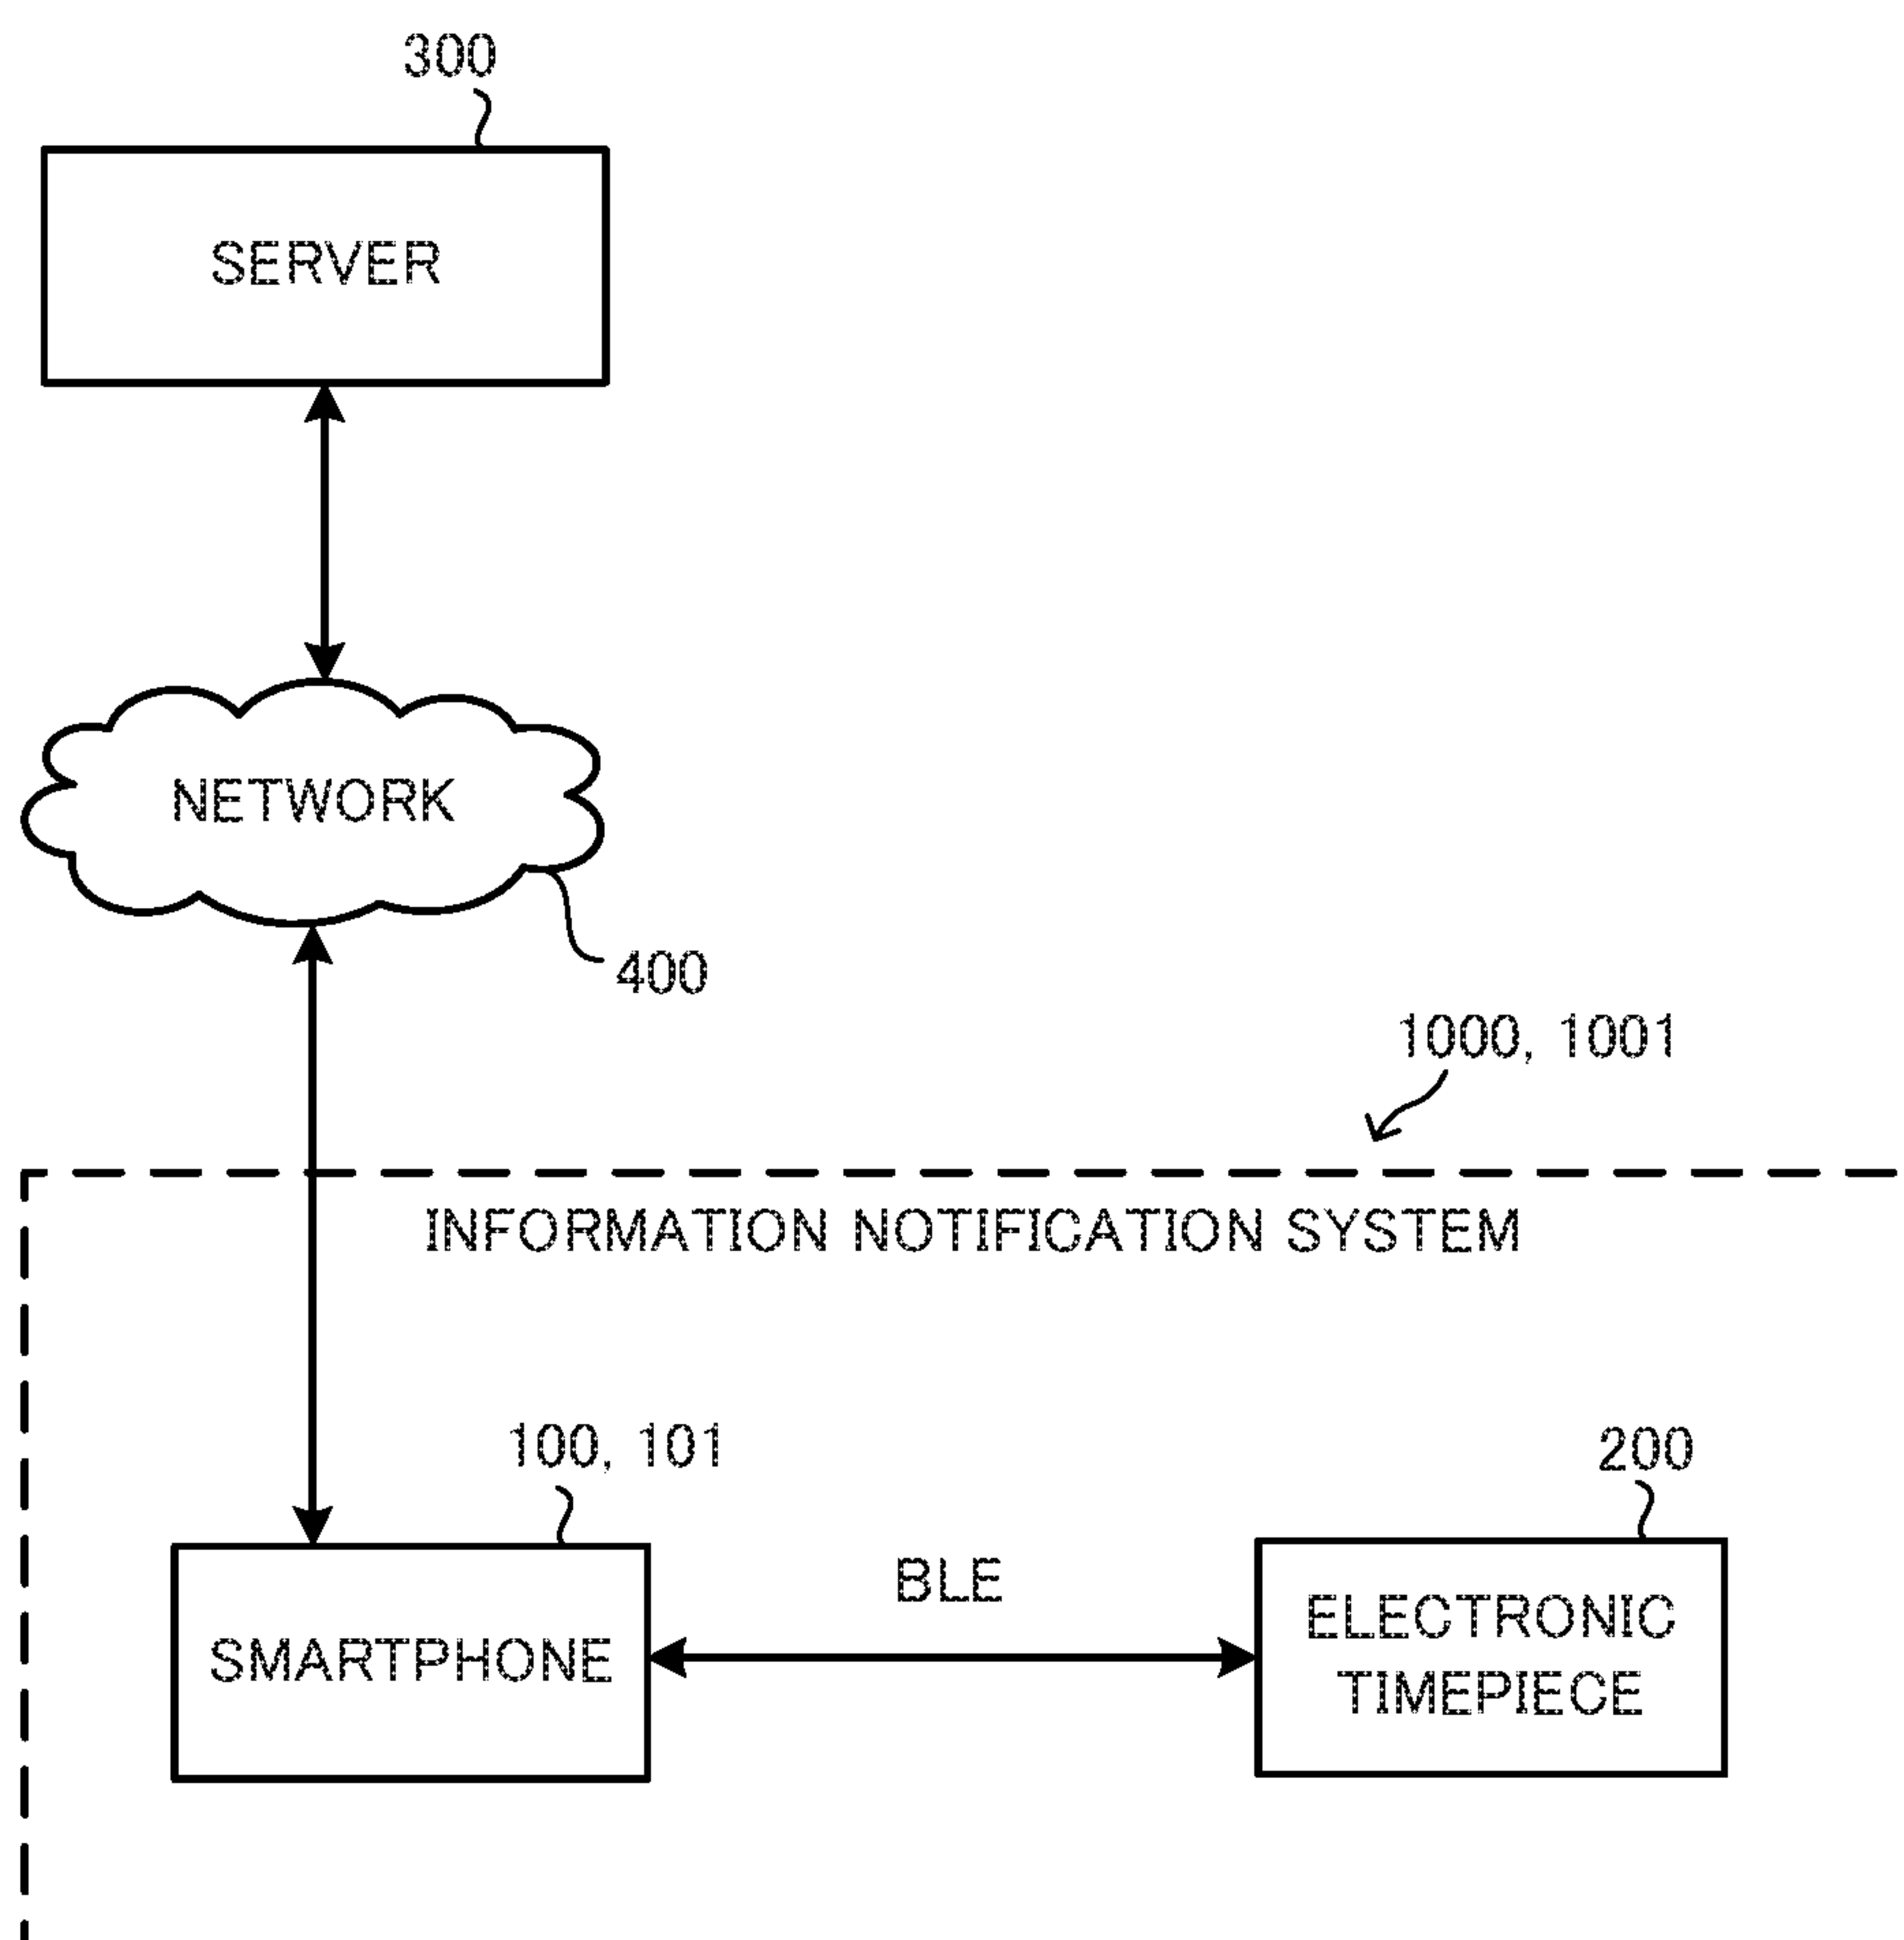 300
SERVER
NETWORK
400
1000, 1001
INFORMATION NOTIFICATION SYSTEM
100, 101
200
BLE
SMARTPHONE
ELECTRONIC
TIMEPIECE